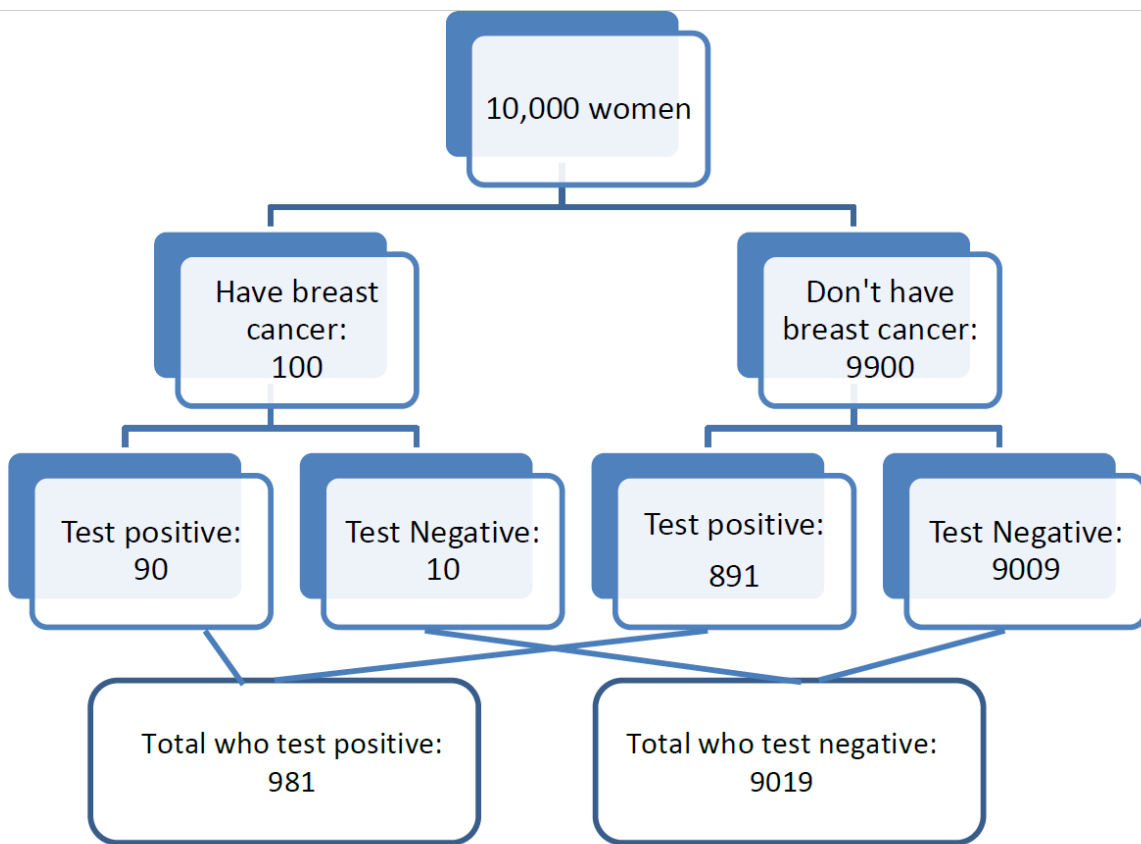 10,000 women
Have breast
cancer:
100
Don't have
breast cancer:
9900
Test positive:
90
Test Negative:
10
Test positive:
891
Test Negative:
9009
Total who test positive:
981
Total who test negative:
9019